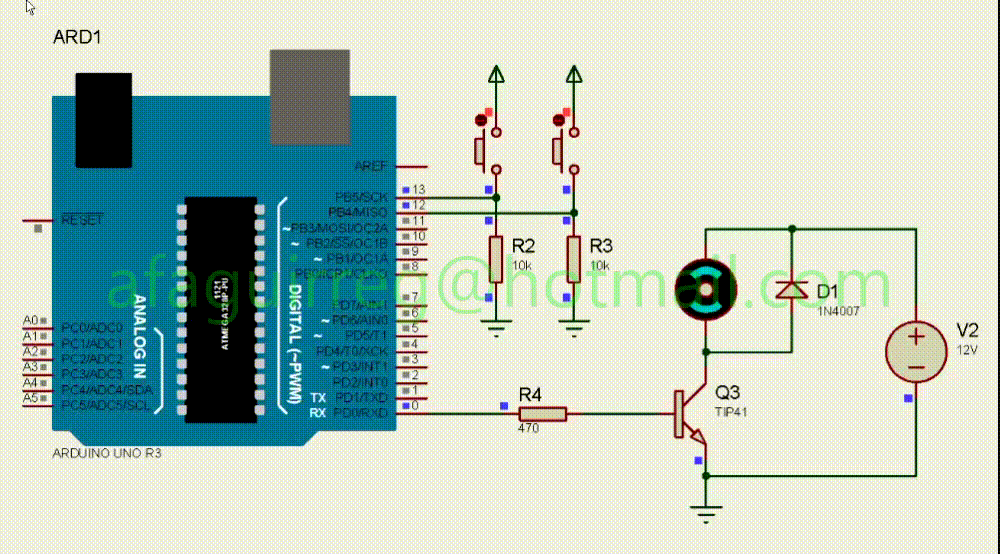 ARD1
AREF
PB5/SCK 13
PB4/MISO 12
RESET
~PB3/MOSI/OC2A 11
~ PB2/SS/OC1B 10
~ PB1/OC1A 9
PB0/ICP1/CLKO 8
R2
10k
R3
10k
afaguirreg@hotmail.com
1121
ATMEGA328P-PU
ANALOG IN
DIGITAL (~PWM)
PD7/AIN1 7
~ PD6/AIN0 6
~ PD5/T1 5
PD4/T0/XCK 4
~ PD3/INT1 3
PD2/INT0 2
TX PD1/TXD 1
RX PD0/RXD 0
A0 PC0/ADC0
A1 PC1/ADC1
A2 PC2/ADC2
A3 PC3/ADC3
A4 PC4/ADC4/SDA
A5 PC5/ADC5/SCL
D1
1N4007
V2
12V
R4
470
Q3
TIP41
ARDUINO UNO R3